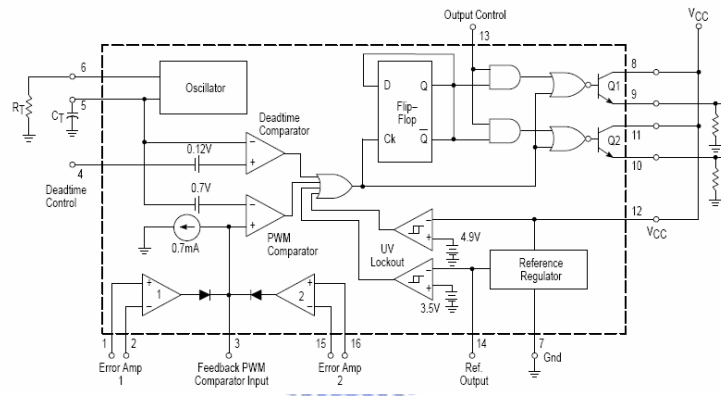 Output Control
13
VCC
6
Oscillator
RT
5
CT
8
D
Q
Q1
9
Flip–
Flop
Deadtime
Comparator
Ck
Q
Q2
11
10
0.12V
–
+
4
Deadtime
Control
0.7V
–
+
12
VCC
0.7mA
PWM
Comparator
UV
Lockout
–
+
4.9V
Reference
Regulator
–
+
3.5V
+
–
1
2
+
–
1
2
3
15
16
14
7
Gnd
Error Amp
1
Feedback PWM
Comparator Input
Error Amp
2
Ref.
Output